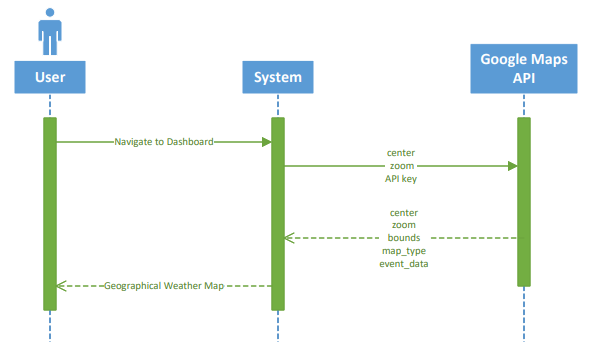 User
System
Google Maps
API
Navigate to Dashboard
center
zoom
API key
center
zoom
bounds
map_type
event_data
Geographical Weather Map